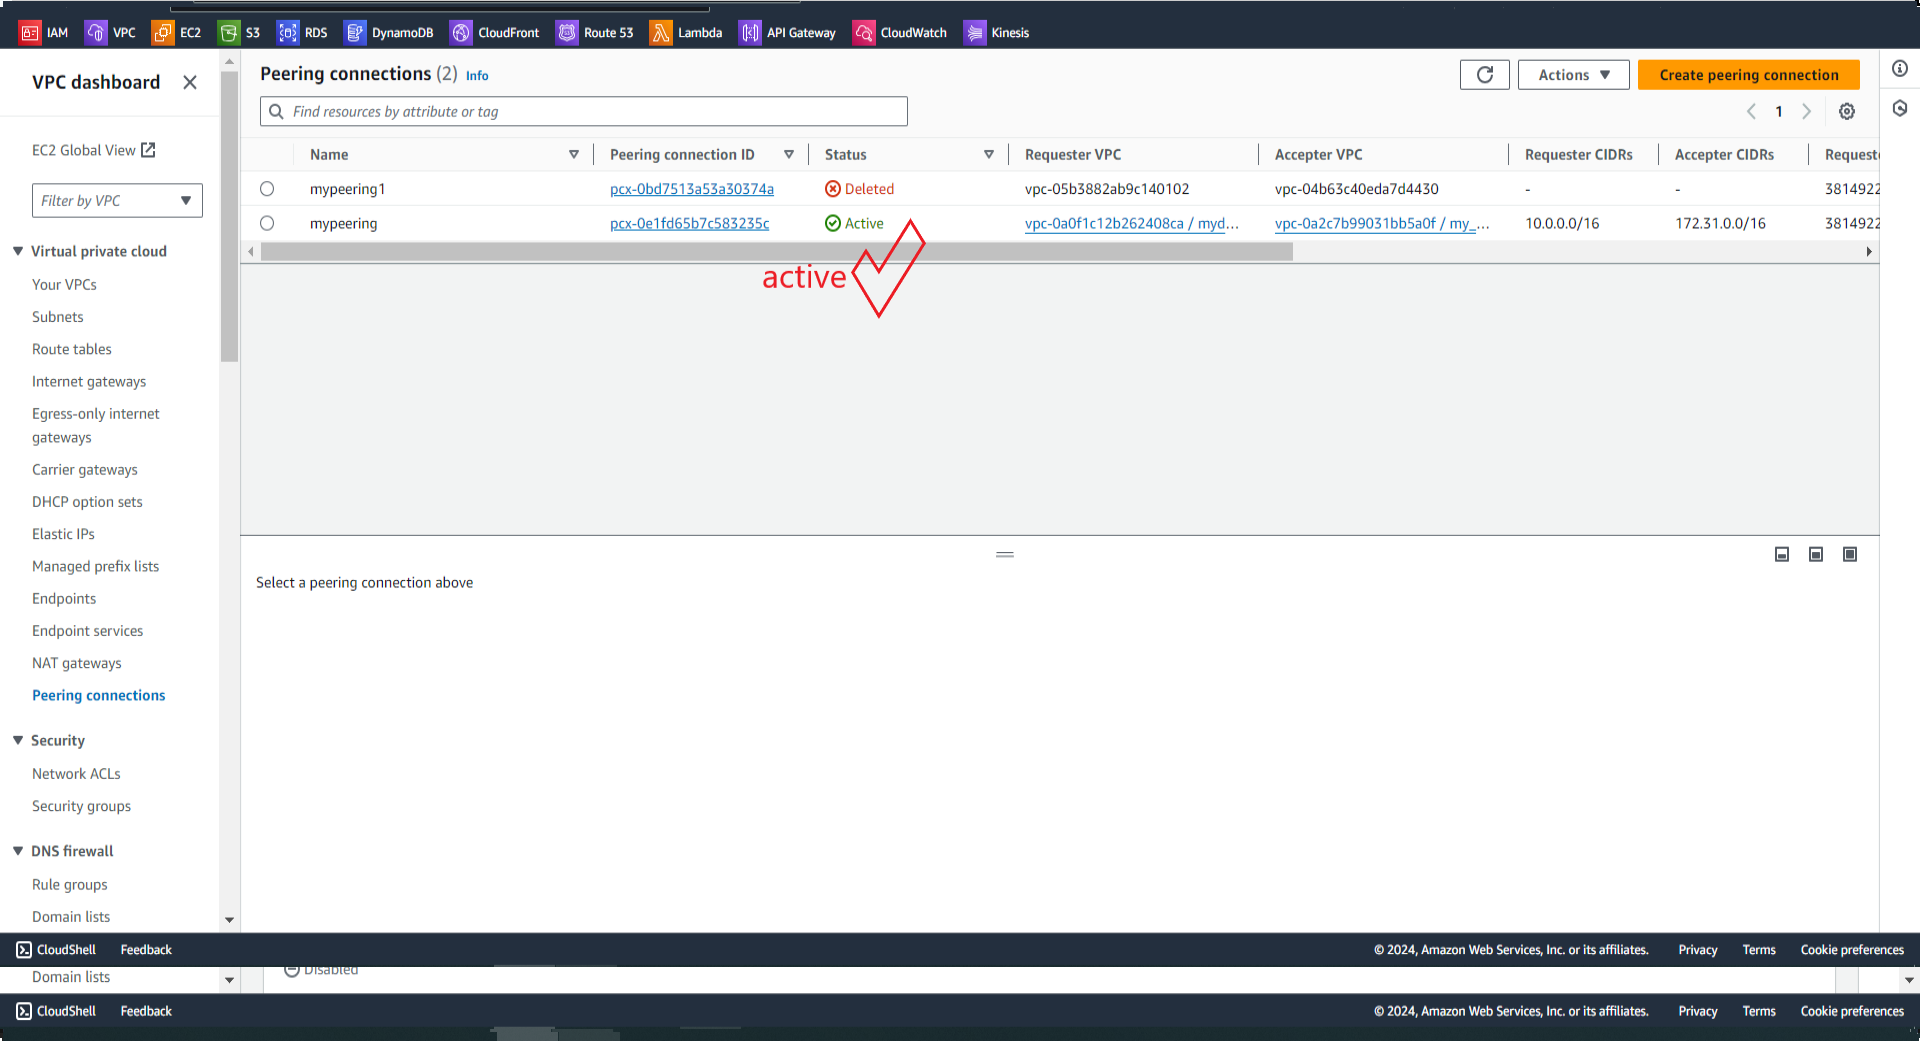 IAM VPC EC2 S3 RDS DynamoDB CloudFront Route 53 Lambda API Gateway CloudWatch Kinesis
VPC dashboard
EC2 Global View
Filter by VPC
Virtual private cloud
Your VPCs
Subnets
Route tables
Internet gateways
Egress-only internet
gateways
Carrier gateways
DHCP option sets
Elastic IPs
Managed prefix lists
Endpoints
Endpoint services
NAT gateways
Peering connections
Security
Network ACLs
Security groups
DNS firewall
Rule groups
Domain lists
Peering connections (2) Info
Actions
Create peering connection
Find resources by attribute or tag
1
Name Peering connection ID Status Requester VPC Accepter VPC Requester CIDRs Accepter CIDRs Request
mypeering1 pcx-0bd7513a53a30374a Deleted vpc-05b3882ab9c140102 vpc-04b63c40eda7d4430 - - 3814922
mypeering pcx-0e1fd65b7c583235c Active vpc-0a0f1c12b262408ca / myd... vpc-0a2c7b99031bb5a0f / my_... 10.0.0.0/16 172.31.0.0/16 3814922
active
Select a peering connection above
CloudShell Feedback © 2024, Amazon Web Services, Inc. or its affiliates. Privacy Terms Cookie preferences
Domain lists Disabled
CloudShell Feedback © 2024, Amazon Web Services, Inc. or its affiliates. Privacy Terms Cookie preferences